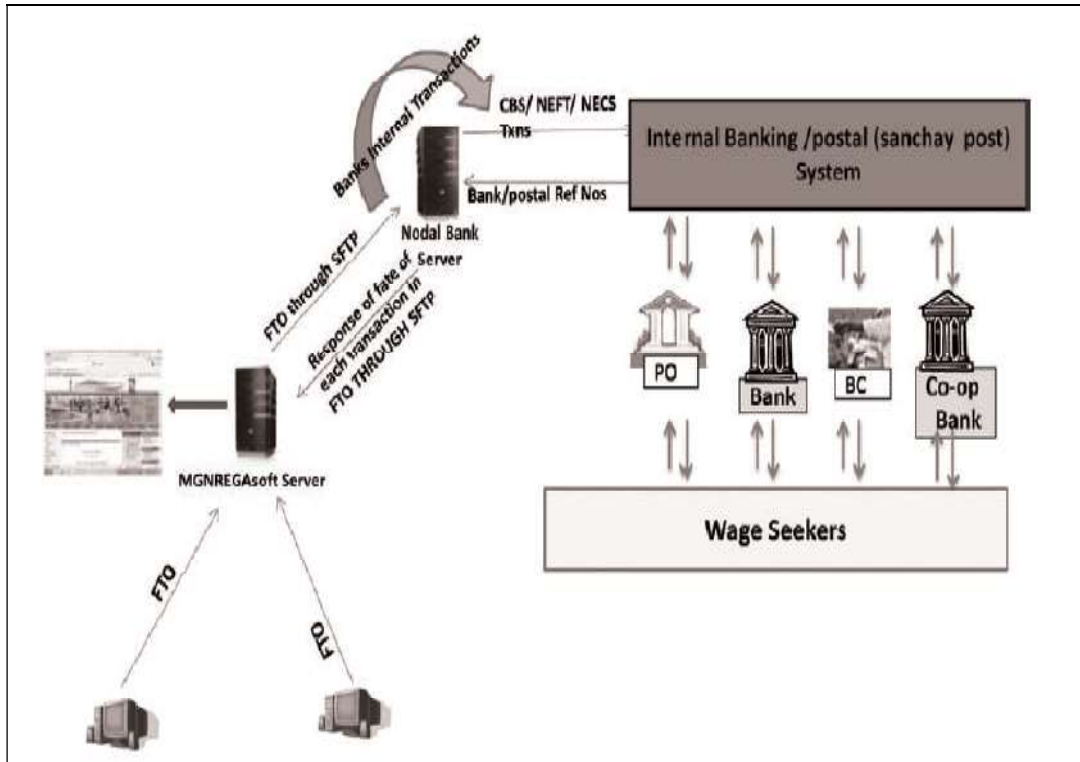 Banks Internal Transactions
CBS/ NEFT/ NECS
Txns
Bank/postal Ref Nos
Internal Banking /postal (sanchay post)
System
Nodal Bank
Server
FTO through SFTP
Response of fate of
each transaction in
FTO THROUGH SFTP
PO
Bank
BC
Co-op
Bank
MGNREGAsoft Server
Wage Seekers
FTO
FTO